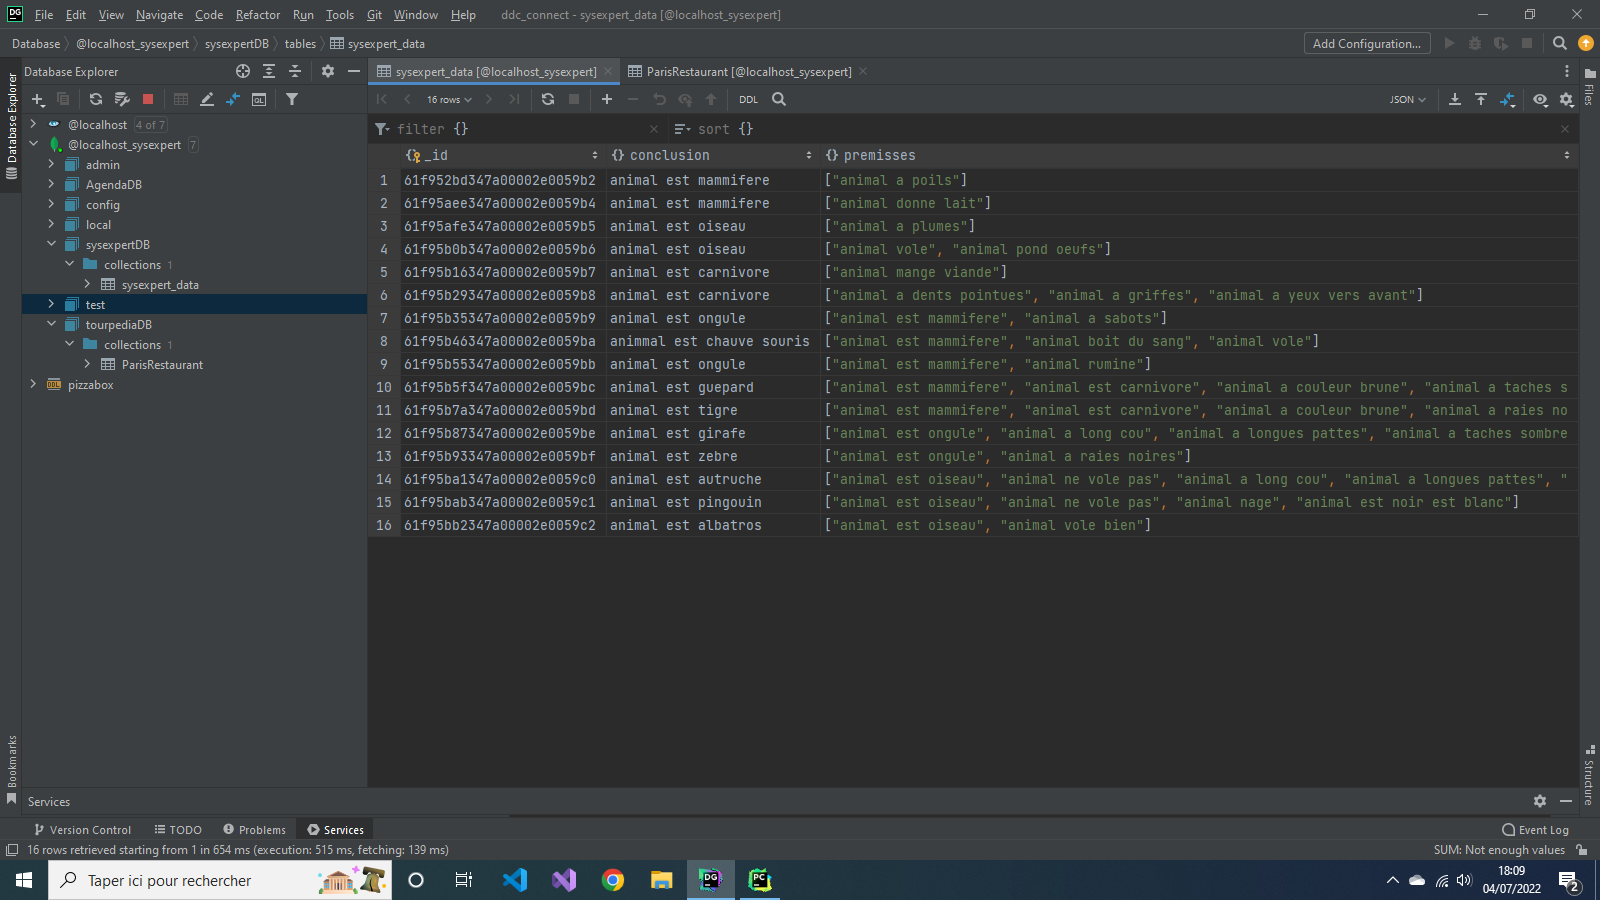 DG File Edit View Navigate Code Refactor Run Tools Git Window Help ddc_connect - sysexpert_data [@localhost_sysexpert]
Database @localhost_sysexpert sysexpertDB tables sysexpert_data Add Configuration...
Database Explorer
sysexpert_data [@localhost_sysexpert] ParisRestaurant [@localhost_sysexpert]
16 rows DDL JSON
filter {} sort {}
Database Explorer
Bookmarks
@localhost 4 of 7
@localhost_sysexpert 7
admin
AgendaDB
config
local
sysexpertDB
collections 1
sysexpert_data
test
tourpediaDB
collections 1
ParisRestaurant
pizzabox
_id conclusion premisses
1 61f952bd347a00002e0059b2 animal est mammifere ["animal a poils"]
2 61f95aee347a00002e0059b4 animal est mammifere ["animal donne lait"]
3 61f95afe347a00002e0059b5 animal est oiseau ["animal a plumes"]
4 61f95b0b347a00002e0059b6 animal est oiseau ["animal vole", "animal pond oeufs"]
5 61f95b16347a00002e0059b7 animal est carnivore ["animal mange viande"]
6 61f95b29347a00002e0059b8 animal est carnivore ["animal a dents pointues", "animal a griffes", "animal a yeux vers avant"]
7 61f95b35347a00002e0059b9 animal est ongule ["animal est mammifere", "animal a sabots"]
8 61f95b46347a00002e0059ba animmal est chauve souris ["animal est mammifere", "animal boit du sang", "animal vole"]
9 61f95b55347a00002e0059bb animal est ongule ["animal est mammifere", "animal rumine"]
10 61f95b5f347a00002e0059bc animal est guepard ["animal est mammifere", "animal est carnivore", "animal a couleur brune", "animal a taches s
11 61f95b7a347a00002e0059bd animal est tigre ["animal est mammifere", "animal est carnivore", "animal a couleur brune", "animal a raies no
12 61f95b87347a00002e0059be animal est girafe ["animal est ongule", "animal a long cou", "animal a longues pattes", "animal a taches sombre
13 61f95b93347a00002e0059bf animal est zebre ["animal est ongule", "animal a raies noires"]
14 61f95ba1347a00002e0059c0 animal est autruche ["animal est oiseau", "animal ne vole pas", "animal a long cou", "animal a longues pattes", "
15 61f95bab347a00002e0059c1 animal est pingouin ["animal est oiseau", "animal ne vole pas", "animal nage", "animal est noir est blanc"]
16 61f95bb2347a00002e0059c2 animal est albatros ["animal est oiseau", "animal vole bien"]
Files
Structure
Services
Version Control TODO Problems Services Event Log
16 rows retrieved starting from 1 in 654 ms (execution: 515 ms, fetching: 139 ms) SUM: Not enough values
Taper ici pour rechercher DG PC
18:09
04/07/2022
2